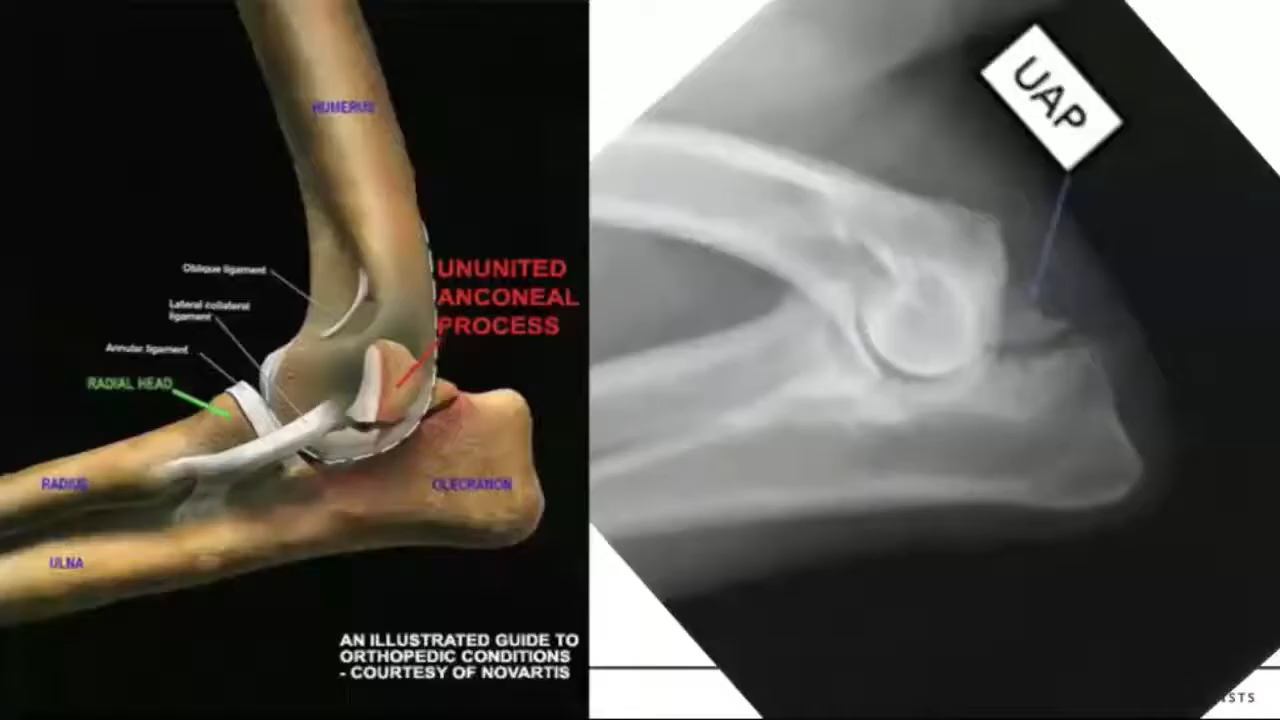 HUMERUS
Oblique ligament
Lateral collateral
ligament
Annular ligament
RADIAL HEAD
UNUNITED
ANCONEAL
PROCESS
RADIUS
OLECRANON
ULNA
AN ILLUSTRATED GUIDE TO
ORTHOPEDIC CONDITIONS
- COURTESY OF NOVARTIS
UAP